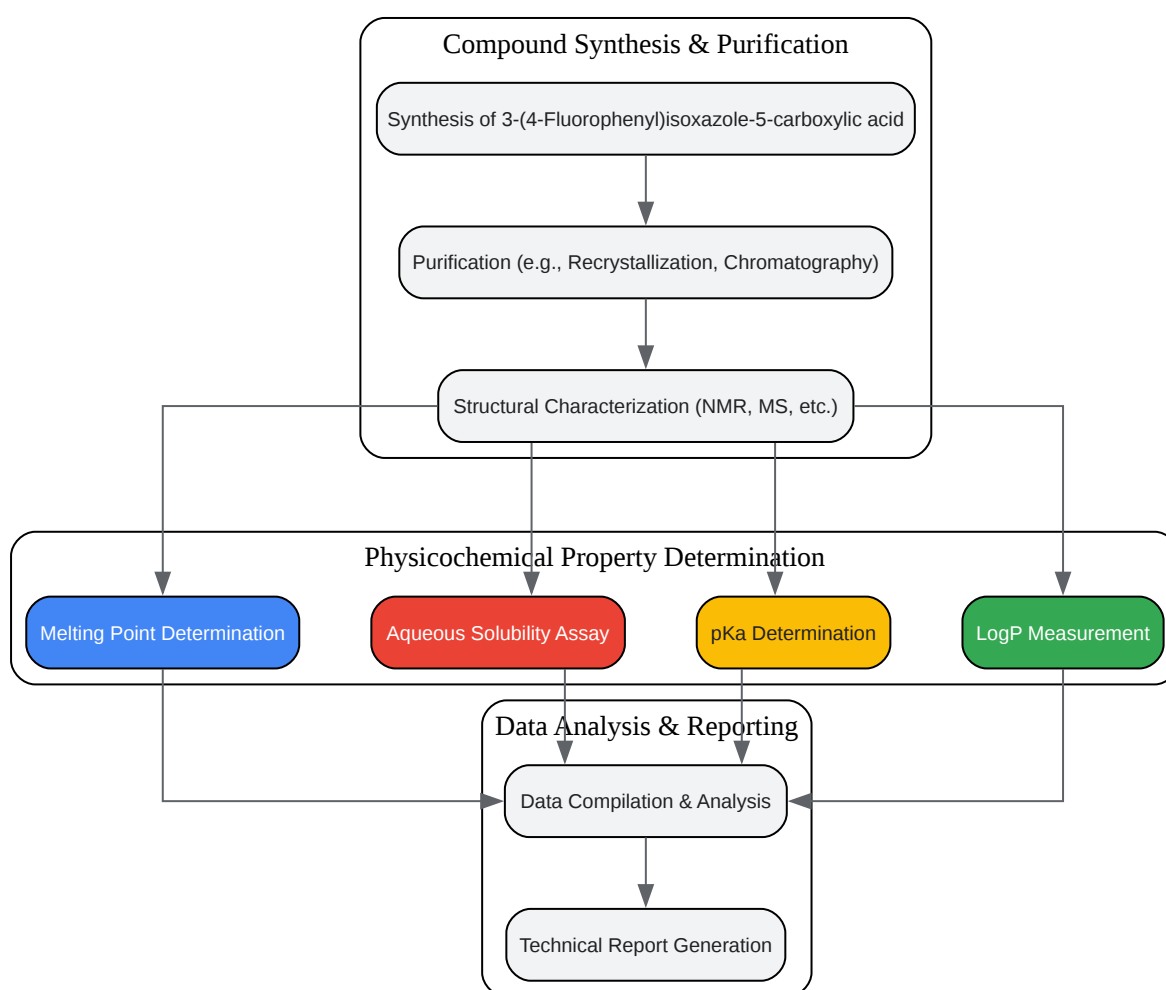 Compound Synthesis & Purification
Synthesis of 3-(4-Fluorophenyl)isoxazole-5-carboxylic acid
Purification (e.g., Recrystallization, Chromatography)
Structural Characterization (NMR, MS, etc.)
Physicochemical Property Determination
Melting Point Determination
Aqueous Solubility Assay
pKa Determination
LogP Measurement
Data Analysis & Reporting
Data Compilation & Analysis
Technical Report Generation